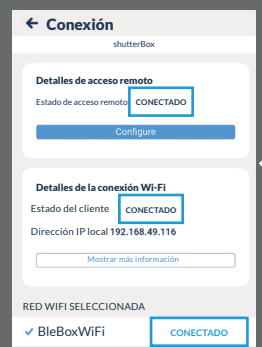 ← Conexión
shutterBox
Detalles de acceso remoto
Estado de acceso remoto CONECTADO
Configure
Detalles de la conexión Wi-Fi
Estado del cliente CONECTADO
Dirección IP local 192.168.49.116
Mostrar más información
RED WIFI SELECCIONADA
✓ BleBoxWiFi CONECTADO